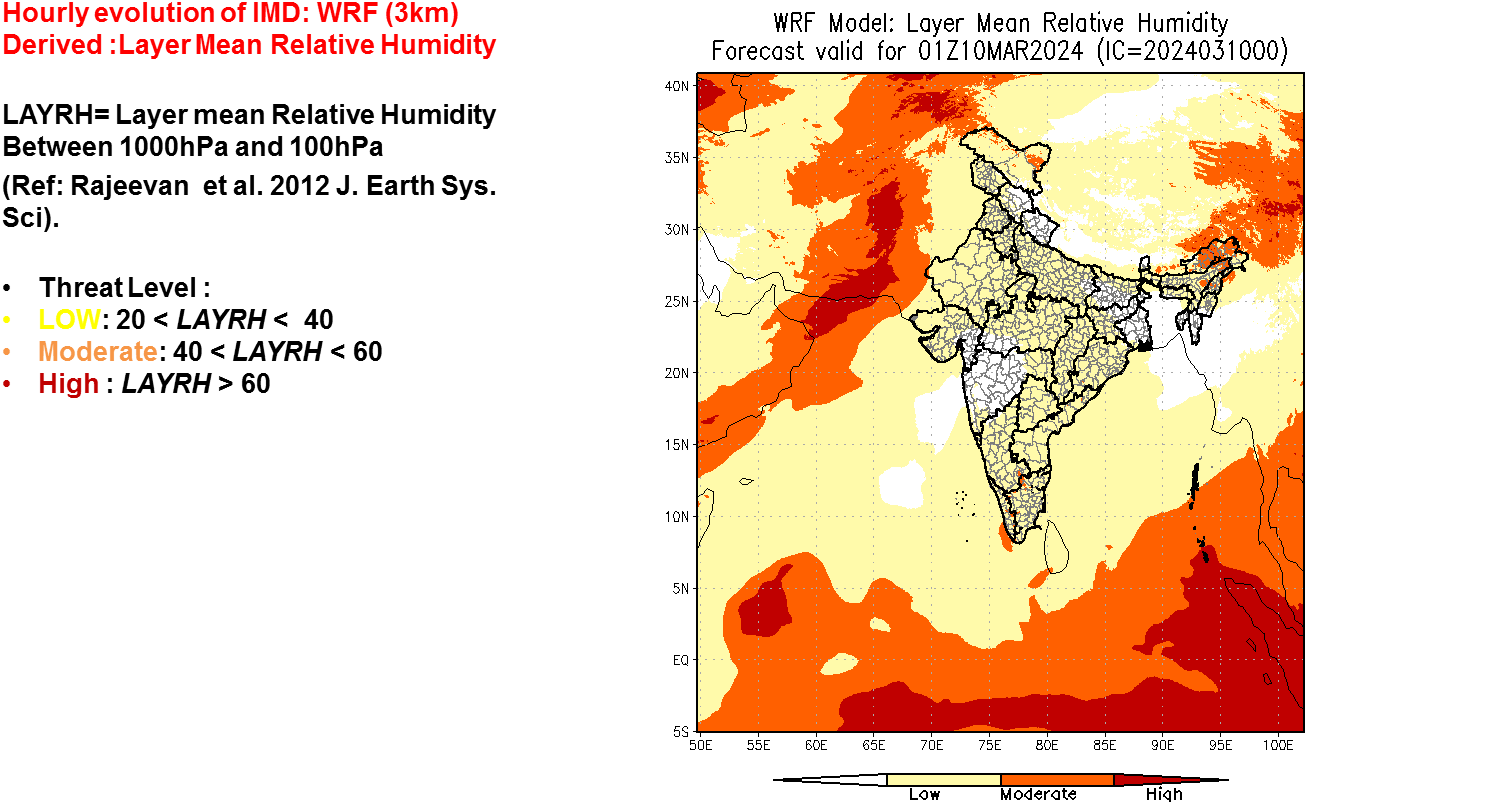 Hourly evolution of IMD: WRF (3km)
Derived :Layer Mean Relative Humidity
LAYRH= Layer mean Relative Humidity
Between 1000hPa and 100hPa
(Ref: Rajeevan et al. 2012 J. Earth Sys.
Sci).
• Threat Level :
• LOW: 20 < LAYRH < 40
• Moderate: 40 < LAYRH < 60
• High : LAYRH > 60
WRF Model: Layer Mean Relative Humidity
Forecast valid for 01Z10MAR2024 (IC=2024031000)
40N
35N
30N
25N
20N
15N
10N
5N
EQ
5S
50E 55E 60E 65E 70E 75E 80E 85E 90E 95E 100E
Low Moderate High